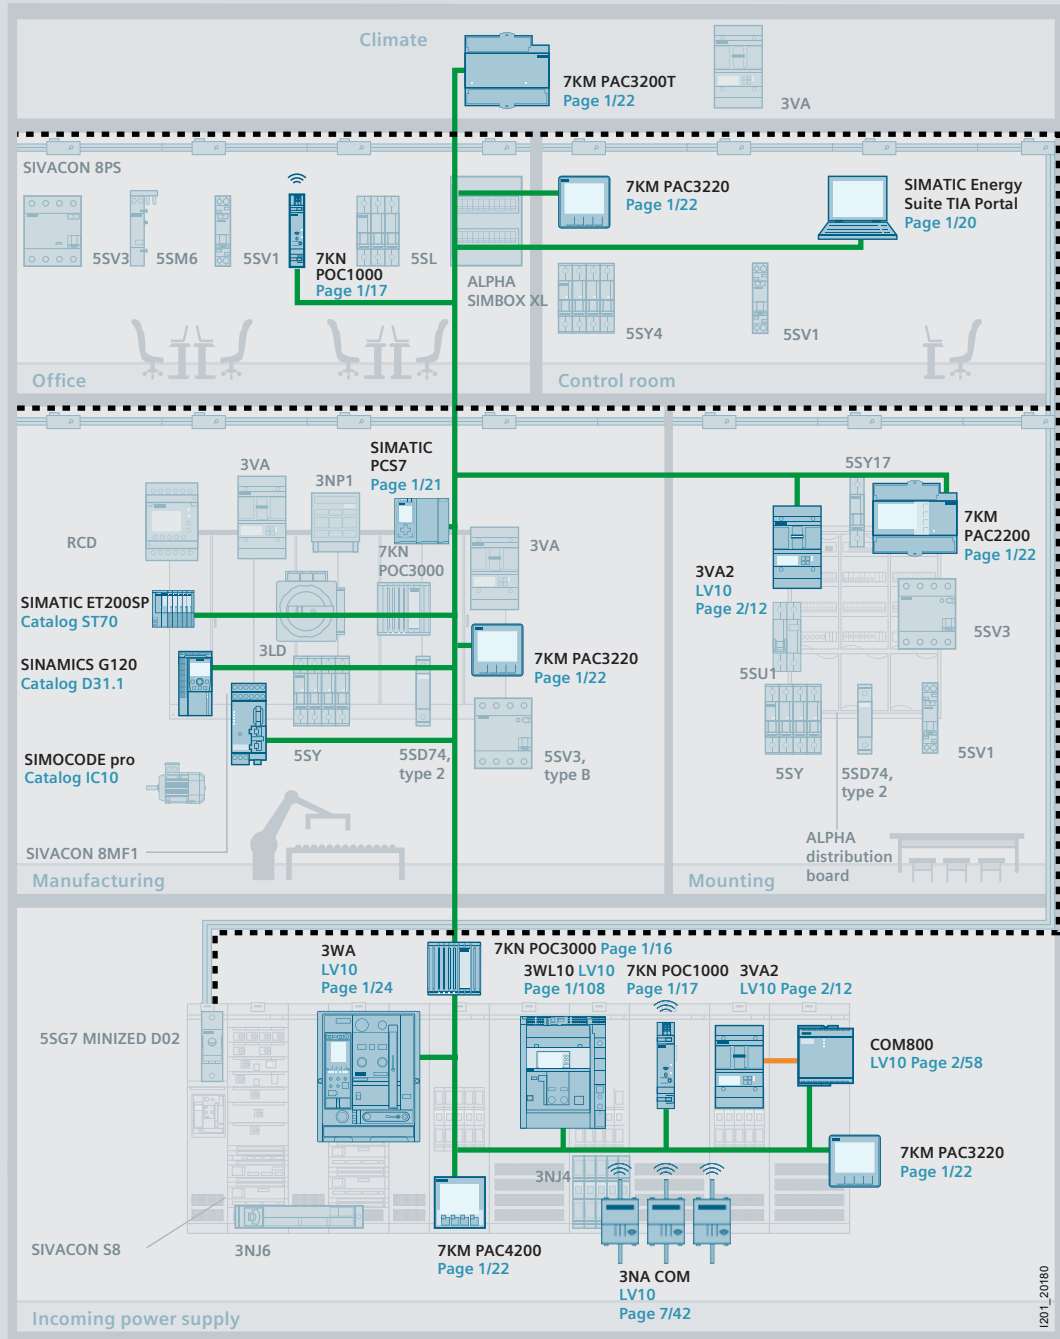 Climate
7KM PAC3200T
Page 1/22
3VA
SIVACON 8PS
5SV3
5SM6
5SV1
7KN
POC1000
Page 1/17
5SL
ALPHA
SIMBOX XL
7KM PAC3220
Page 1/22
SIMATIC Energy
Suite TIA Portal
Page 1/20
5SY4
5SV1
Office
Control room
SIMATIC
PCS7
Page 1/21
3VA
3NP1
RCD
7KN
POC3000
3VA
SIMATIC ET200SP
Catalog ST70
3LD
SINAMICS G120
Catalog D31.1
7KM PAC3220
Page 1/22
SIMOCODE pro
Catalog IC10
5SY
5SD74,
type 2
5SV3,
type B
SIVACON 8MF1
Manufacturing
5SY17
7KM
PAC2200
Page 1/22
3VA2
LV10
Page 2/12
5SV3
5SU1
5SY
5SD74,
type 2
5SV1
ALPHA
distribution
board
Mounting
7KN POC3000 Page 1/16
3WA
LV10
Page 1/24
3WL10 LV10
Page 1/108
7KN POC1000
Page 1/17
3VA2
LV10 Page 2/12
5SG7 MINIZED D02
COM800
LV10 Page 2/58
7KM PAC3220
Page 1/22
3NJ4
SIVACON S8
3NJ6
7KM PAC4200
Page 1/22
3NA COM
LV10
Page 7/42
Incoming power supply
I201_20180